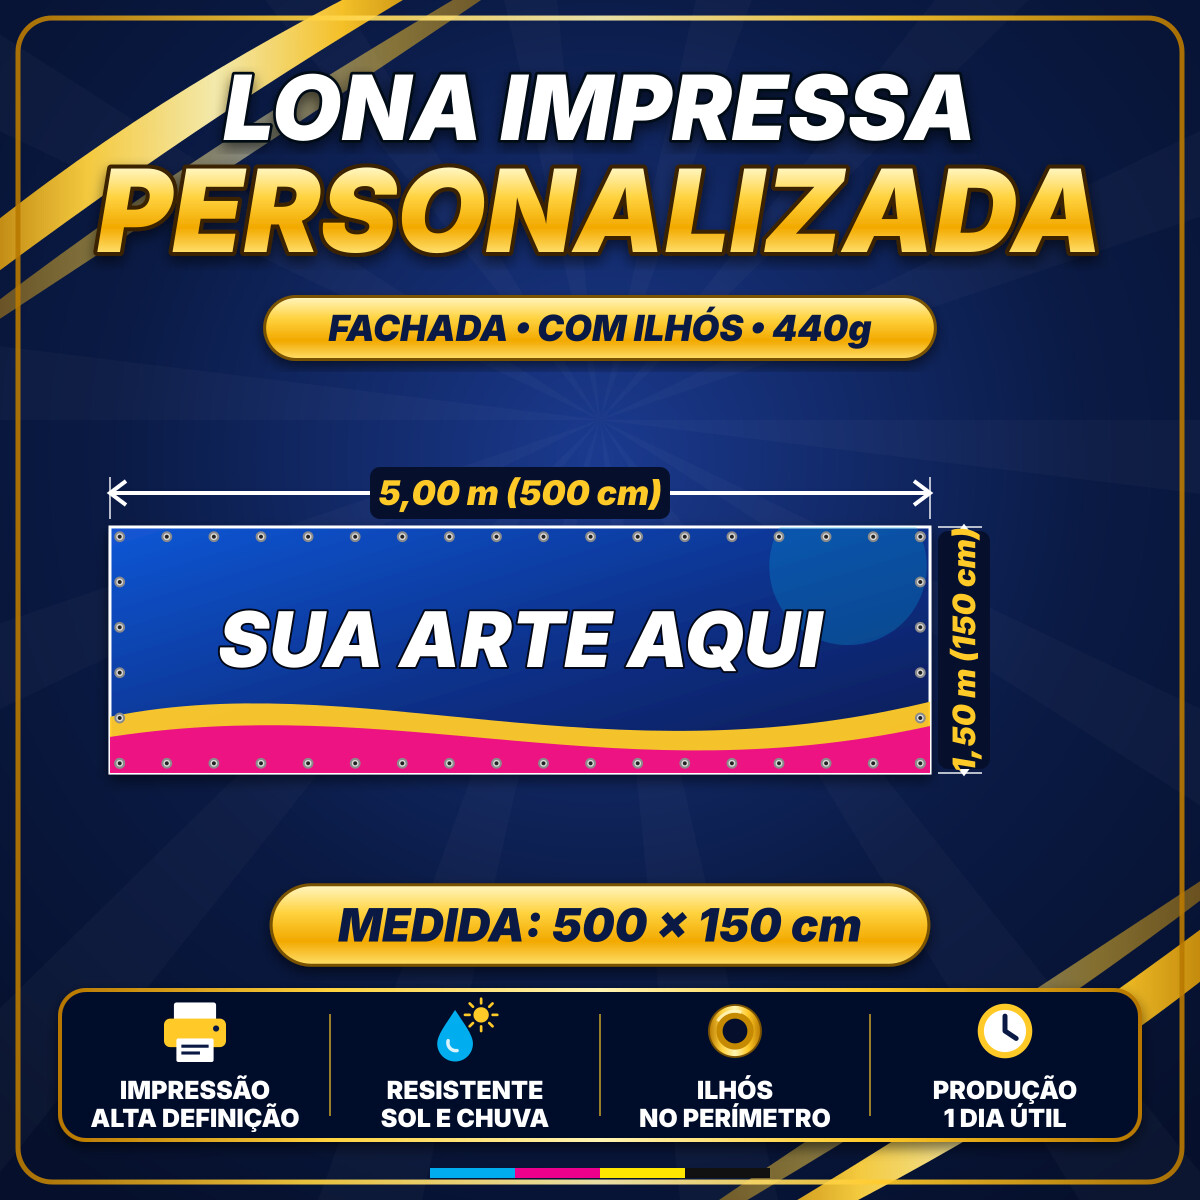 LONA IMPRESSA
PERSONALIZADA
FACHADA • COM ILHÓS • 440g
5,00 m (500 cm)
SUA ARTE AQUI
1,50 m (150 cm)
MEDIDA: 500 × 150 cm
IMPRESSÃO
ALTA DEFINIÇÃO
RESISTENTE
SOL E CHUVA
ILHÓS
NO PERÍMETRO
PRODUÇÃO
1 DIA ÚTIL